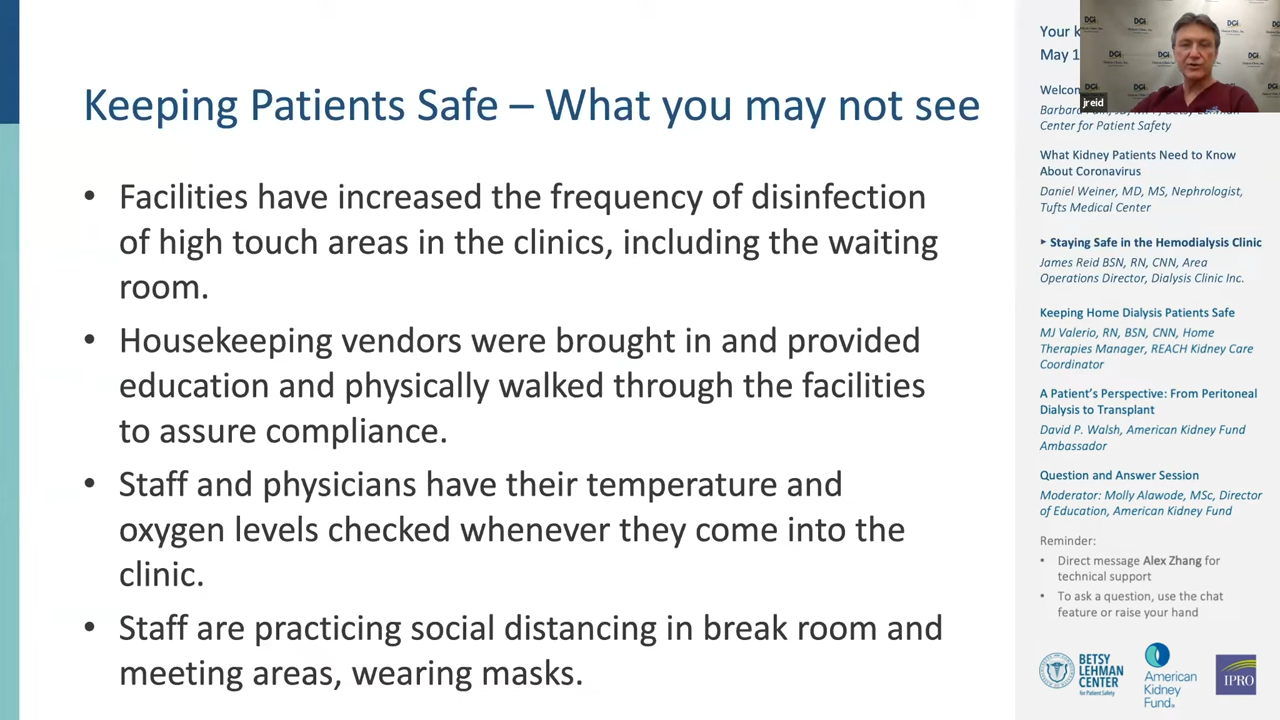 Keeping Patients Safe – What you may not see
• Facilities have increased the frequency of disinfection
of high touch areas in the clinics, including the waiting
room.
• Housekeeping vendors were brought in and provided
education and physically walked through the facilities
to assure compliance.
• Staff and physicians have their temperature and
oxygen levels checked whenever they come into the
clinic.
• Staff are practicing social distancing in break room and
meeting areas, wearing masks.
Your k
May 1
DCi
DCi
DCi
DCi
DCi
DCi
jreid
Welcom
Center for Patient Safety
What Kidney Patients Need to Know
About Coronavirus
Daniel Weiner, MD, MS, Nephrologist,
Tufts Medical Center
‣ Staying Safe in the Hemodialysis Clinic
James Reid BSN, RN, CNN, Area
Operations Director, Dialysis Clinic Inc.
Keeping Home Dialysis Patients Safe
MJ Valerio, RN, BSN, CNN, Home
Therapies Manager, REACH Kidney Care
Coordinator
A Patient's Perspective: From Peritoneal
Dialysis to Transplant
David P. Walsh, American Kidney Fund
Ambassador
Question and Answer Session
Moderator: Molly Alawode, MSc, Director
of Education, American Kidney Fund
Reminder:
• Direct message Alex Zhang for
technical support
• To ask a question, use the chat
feature or raise your hand
BETSY
LEHMAN
CENTER
for Patient Safety
American
Kidney
Fund®
IPRO